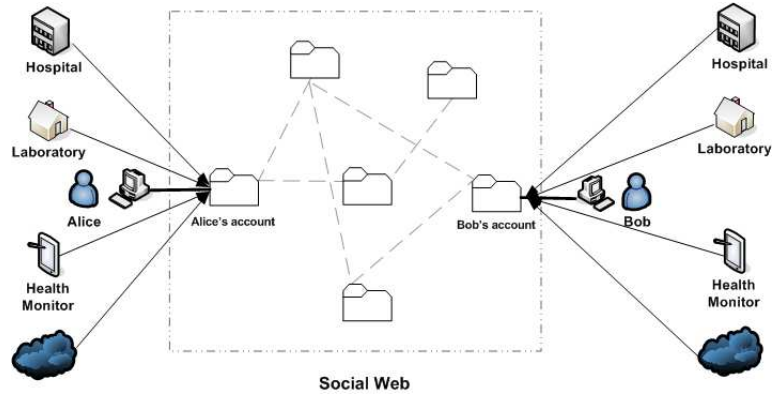 Hospital
Hospital
Laboratory
Laboratory
Alice
Alice's account
Bob's account
Bob
Health
Monitor
Health
Monitor
Social Web